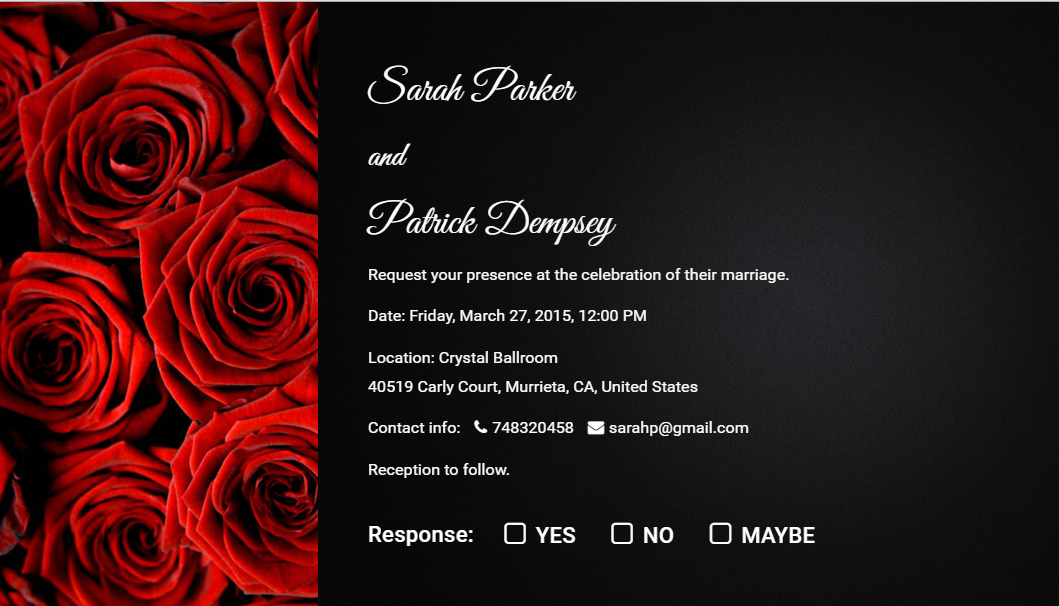 Sarah Parker
and
Patrick Dempsey
Request your presence at the celebration of their marriage.
Date: Friday, March 27, 2015, 12:00 PM
Location: Crystal Ballroom
40519 Carly Court, Murrieta, CA, United States
Contact info: 748320458 sarahp@gmail.com
Reception to follow.
Response: YES NO MAYBE